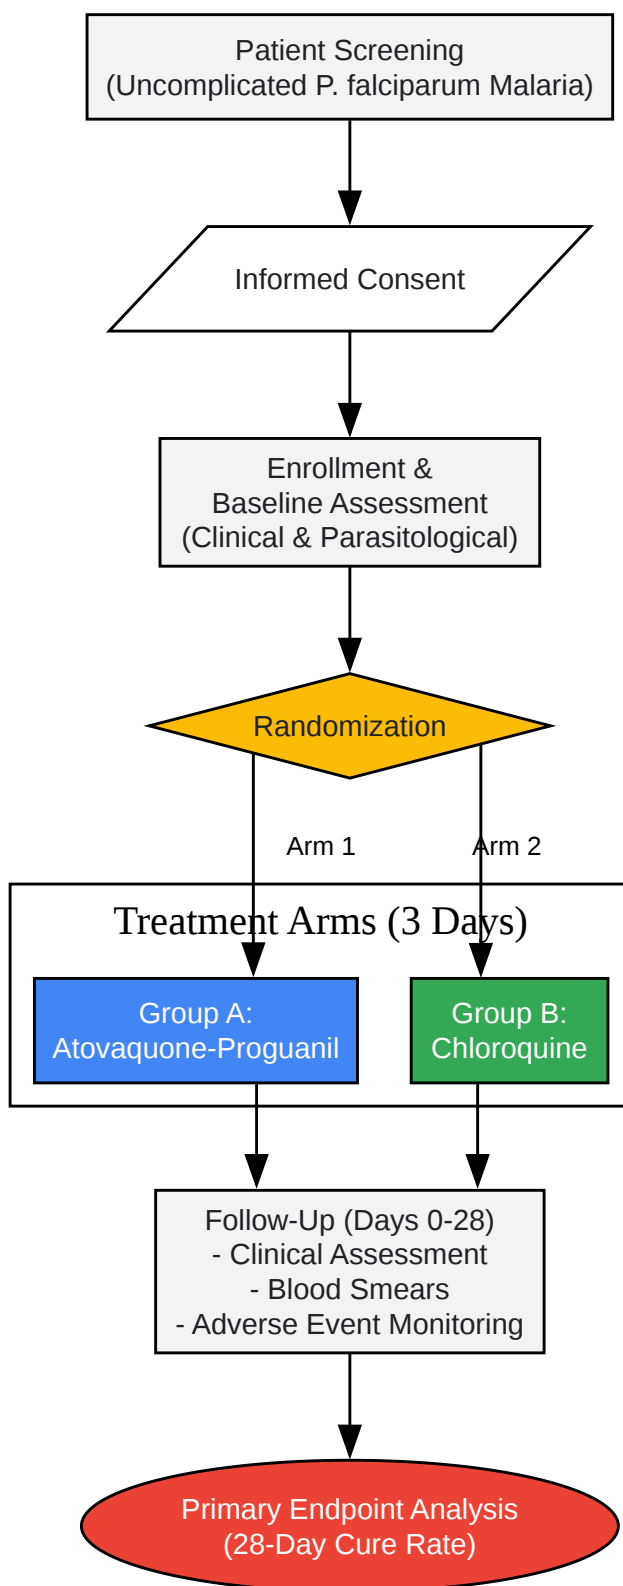 Patient Screening
(Uncomplicated P. falciparum Malaria)
Informed Consent
Enrollment &
Baseline Assessment
(Clinical & Parasitological)
Randomization
Arm 1
Arm 2
Treatment Arms (3 Days)
Group A:
Atovaquone-Proguanil
Group B:
Chloroquine
Follow-Up (Days 0-28)
- Clinical Assessment
- Blood Smears
- Adverse Event Monitoring
Primary Endpoint Analysis
(28-Day Cure Rate)